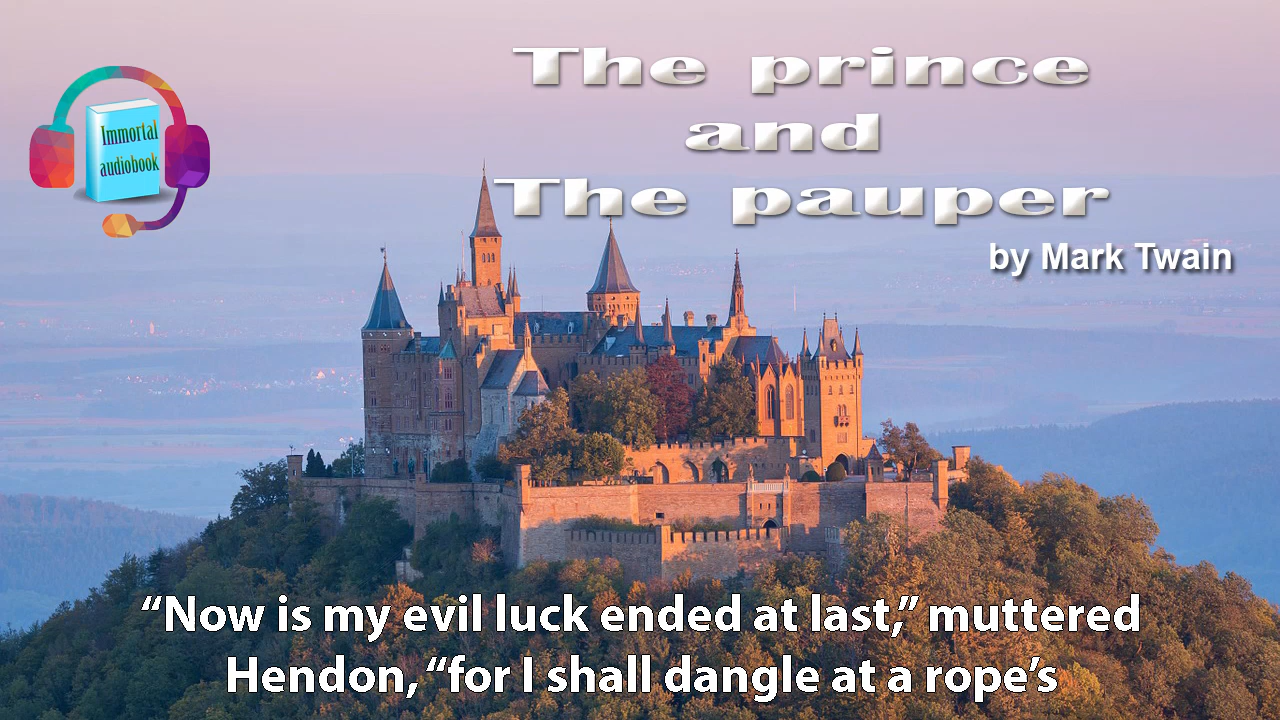 The prince
and
The pauper
by Mark Twain
Immortal
audiobook
“Now is my evil luck ended at last,” muttered
Hendon, “for I shall dangle at a rope’s